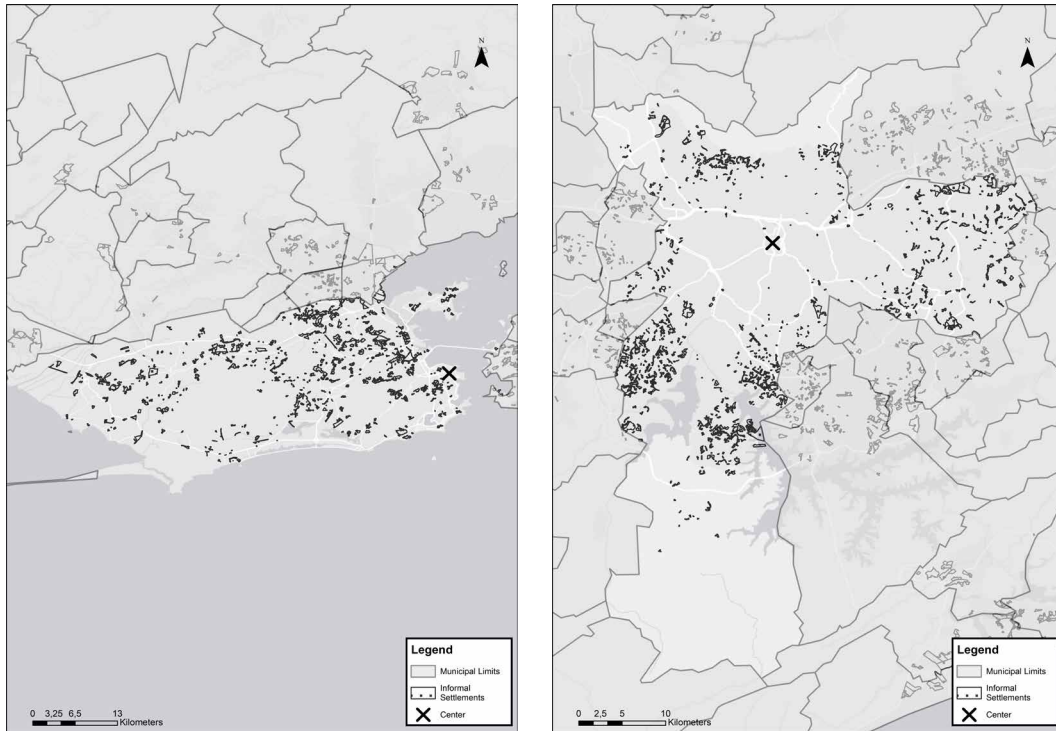 N
Legend
Municipal Limits
Informal
Settlements
Center
0 3,25 6,5 13
Kilometers
N
Legend
Municipal Limits
Informal
Settlements
Center
0 2,5 5 10
Kilometers